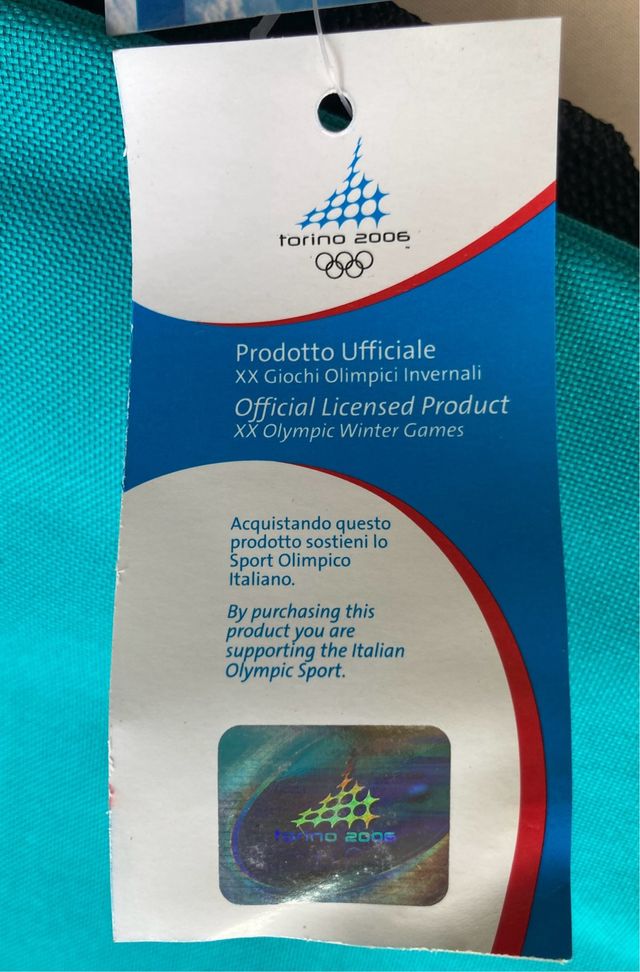 torino 2006
Prodotto Ufficiale
XX Giochi Olimpici Invernali
Official Licensed Product
XX Olympic Winter Games
Acquistando questo
prodotto sostieni lo
Sport Olimpico
Italiano.
By purchasing this
product you are
supporting the Italian
Olympic Sport.
torino 2006